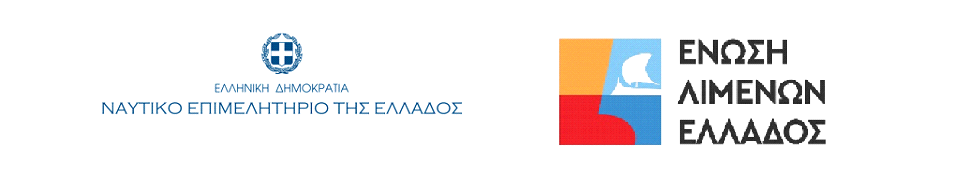 ΕΛΛΗΝΙΚΗ ΔΗΜΟΚΡΑΤΙΑ
ΝΑΥΤΙΚΟ ΕΠΙΜΕΛΗΤΗΡΙΟ ΤΗΣ ΕΛΛΑΔΟΣ
ΕΝΩΣΗ
ΛΙΜΕΝΩΝ
ΕΛΛΑΔΟΣ